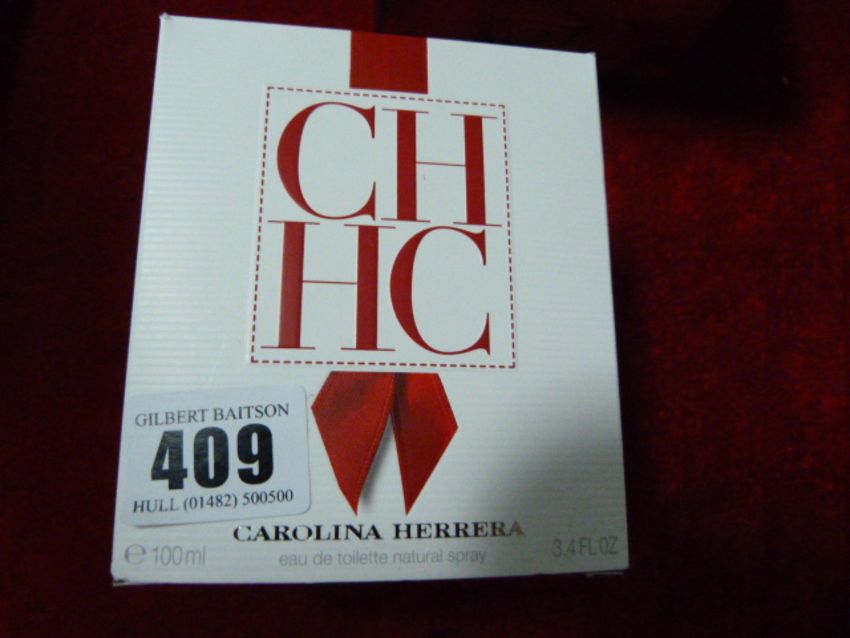 CH
HC
GILBERT BAITSON
409
HULL (01482) 500500
CAROLINA HERRERA
℮ 100ml
eau de toilette natural spray
3.4 FL OZ